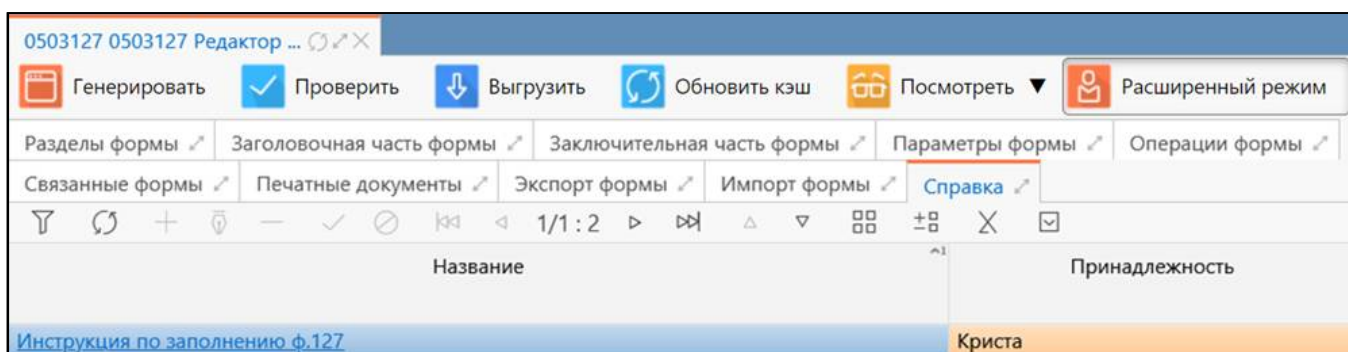 0503127 0503127 Редактор ...
Генерировать Проверить Выгрузить Обновить кэш Посмотреть ▼ Расширенный режим
Разделы формы Заголовочная часть формы Заключительная часть формы Параметры формы Операции формы
Связанные формы Печатные документы Экспорт формы Импорт формы Справка
1/1 : 2
Название 1 Принадлежность
Инструкция по заполнению ф.127 Криста